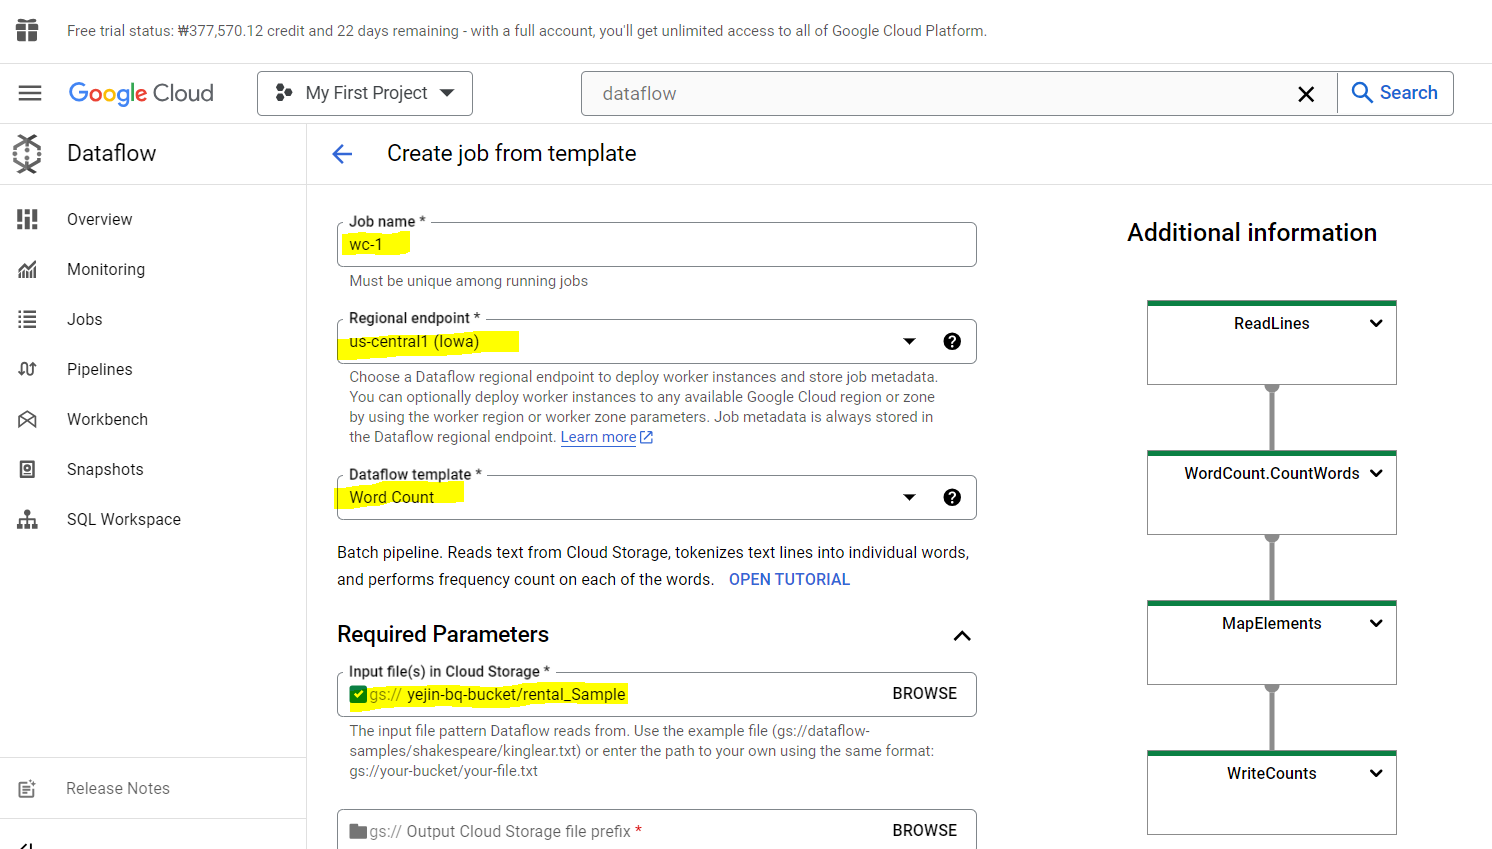 Free trial status: ₩377,570.12 credit and 22 days remaining - with a full account, you'll get unlimited access to all of Google Cloud Platform.
Google Cloud
My First Project
dataflow
Search
Dataflow
Create job from template
Overview
Monitoring
Jobs
Pipelines
Workbench
Snapshots
SQL Workspace
Release Notes
Job name *
wc-1
Must be unique among running jobs
Regional endpoint *
us-central1 (Iowa)
Choose a Dataflow regional endpoint to deploy worker instances and store job metadata.
You can optionally deploy worker instances to any available Google Cloud region or zone
by using the worker region or worker zone parameters. Job metadata is always stored in
the Dataflow regional endpoint. Learn more
Dataflow template *
Word Count
Batch pipeline. Reads text from Cloud Storage, tokenizes text lines into individual words,
and performs frequency count on each of the words. OPEN TUTORIAL
Required Parameters
Input file(s) in Cloud Storage *
gs:// yejin-bq-bucket/rental_Sample
BROWSE
The input file pattern Dataflow reads from. Use the example file (gs://dataflow-
samples/shakespeare/kinglear.txt) or enter the path to your own using the same format:
gs://your-bucket/your-file.txt
gs:// Output Cloud Storage file prefix *
BROWSE
Additional information
ReadLines
WordCount.CountWords
MapElements
WriteCounts